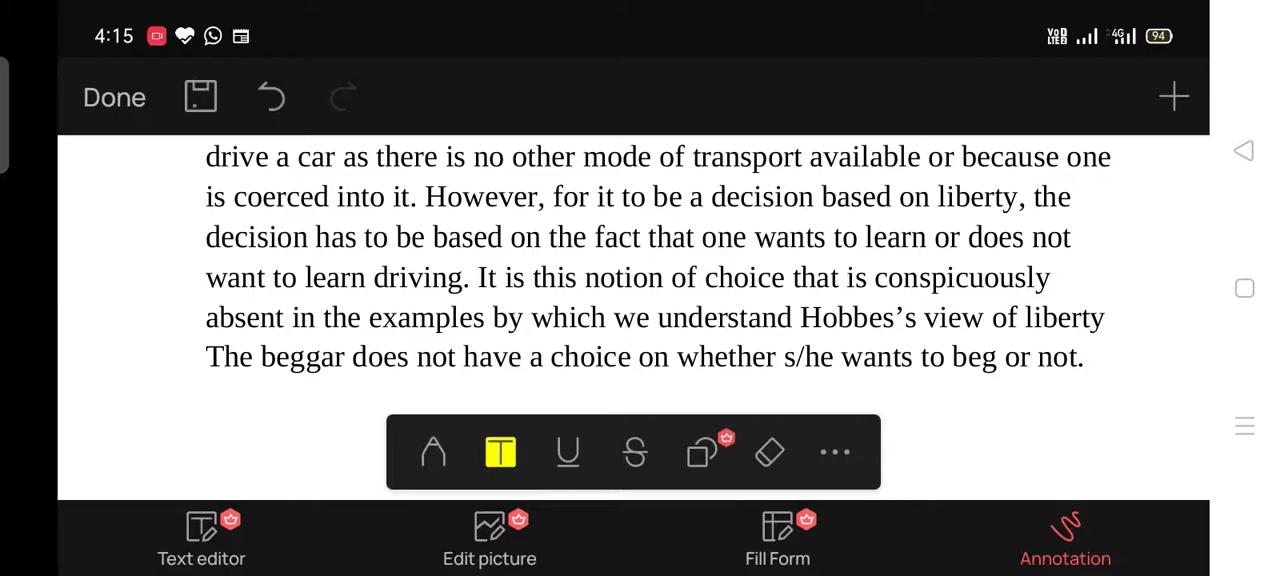 4:15 VoD LTE2 4G 94
Done
drive a car as there is no other mode of transport available or because one
is coerced into it. However, for it to be a decision based on liberty, the
decision has to be based on the fact that one wants to learn or does not
want to learn driving. It is this notion of choice that is conspicuously
absent in the examples by which we understand Hobbes’s view of liberty
The beggar does not have a choice on whether s/he wants to beg or not.
Text editor Edit picture Fill Form Annotation